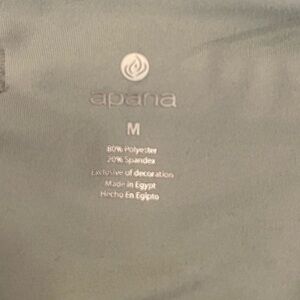 apana
M
80% Polyester
20% Spandex
Exclusive of decoration
Made in Egypt
Hecho En Egipto